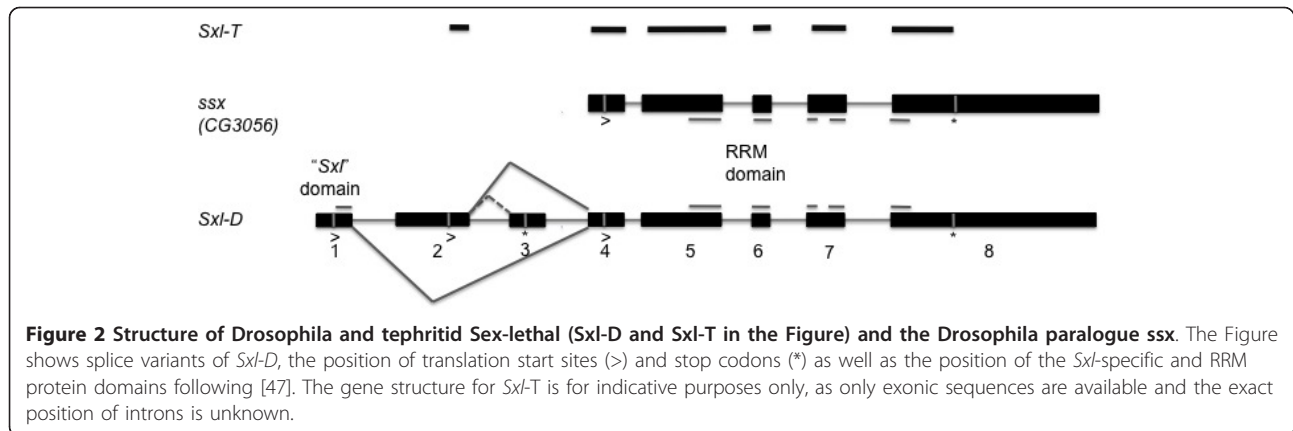 Sxl-T
ssx
(CG3056)
>
*
RRM
domain
"Sxl"
domain
Sxl-D
>
>
*
>
*
1
2
3
4
5
6
7
8
Figure 2 Structure of Drosophila and tephritid Sex-lethal (Sxl-D and Sxl-T in the Figure) and the Drosophila paralogue ssx. The Figure
shows splice variants of Sxl-D, the position of translation start sites (>) and stop codons (*) as well as the position of the Sxl-specific and RRM
protein domains following [47]. The gene structure for Sxl-T is for indicative purposes only, as only exonic sequences are available and the exact
position of introns is unknown.